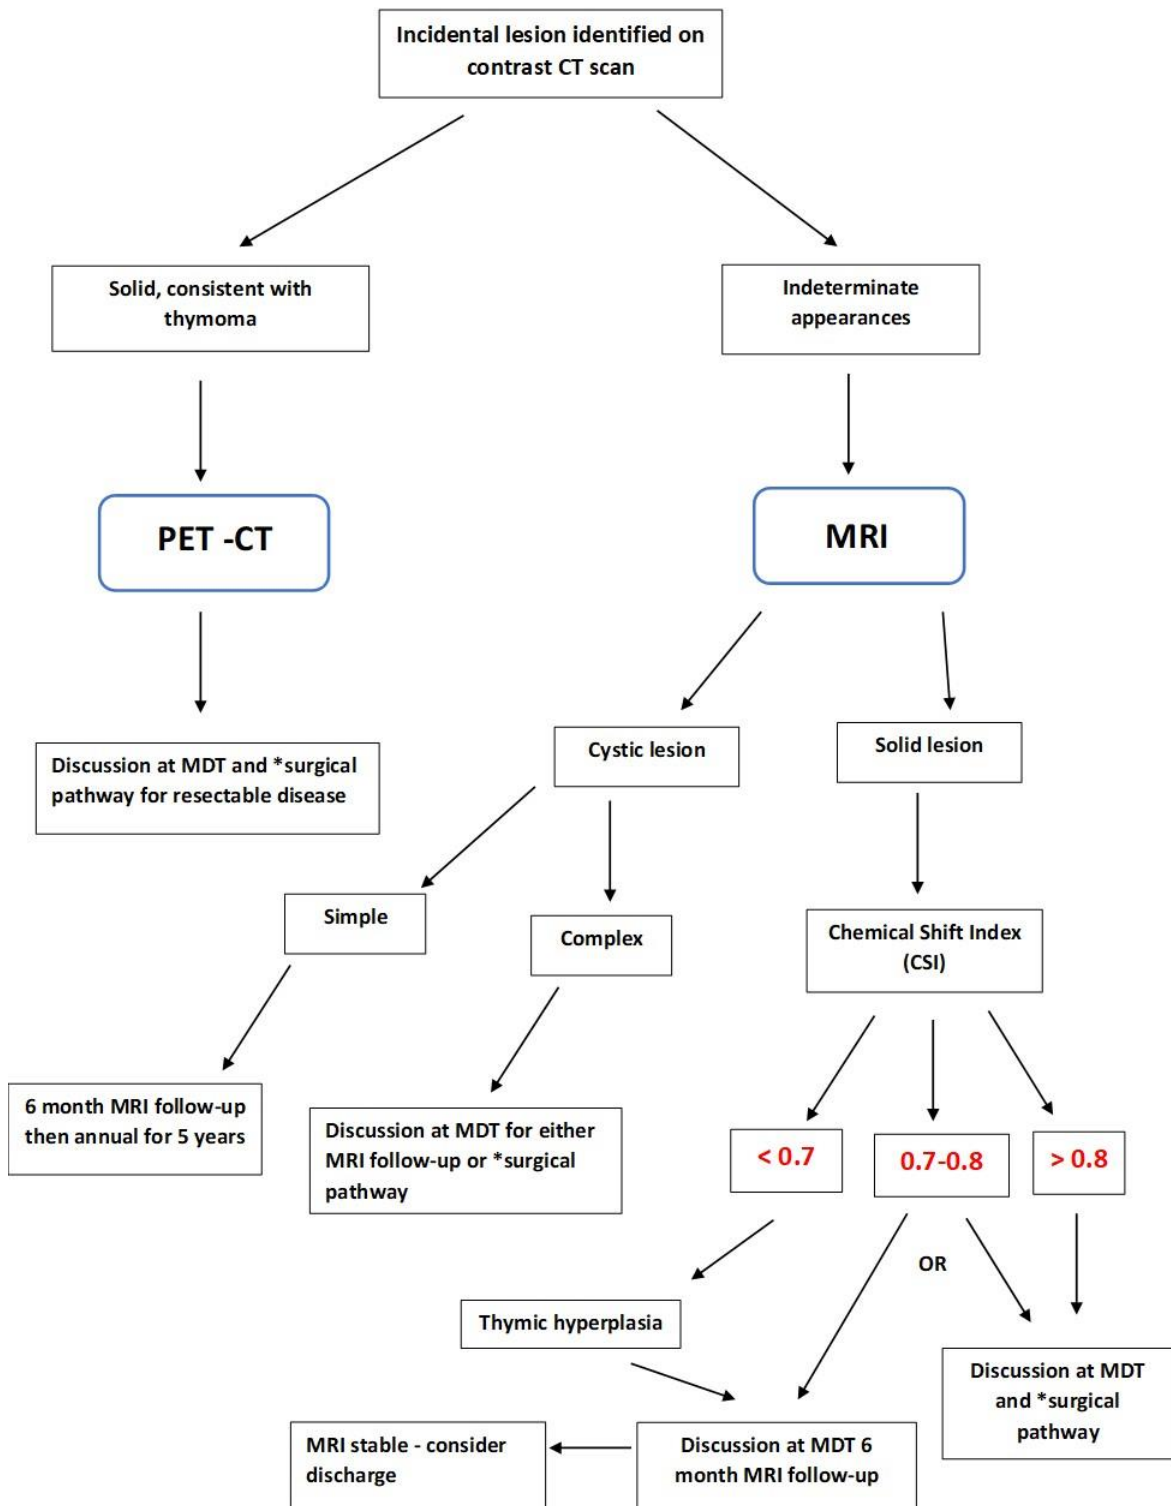 Incidental lesion identified on
contrast CT scan
Solid, consistent with
thymoma
Indeterminate
appearances
PET -CT
MRI
Discussion at MDT and *surgical
pathway for resectable disease
Cystic lesion
Solid lesion
Simple
Complex
Chemical Shift Index
(CSI)
6 month MRI follow-up
then annual for 5 years
Discussion at MDT for either
MRI follow-up or *surgical
pathway
< 0.7
0.7-0.8
> 0.8
OR
Thymic hyperplasia
Discussion at MDT
and *surgical
pathway
MRI stable - consider
discharge
Discussion at MDT 6
month MRI follow-up